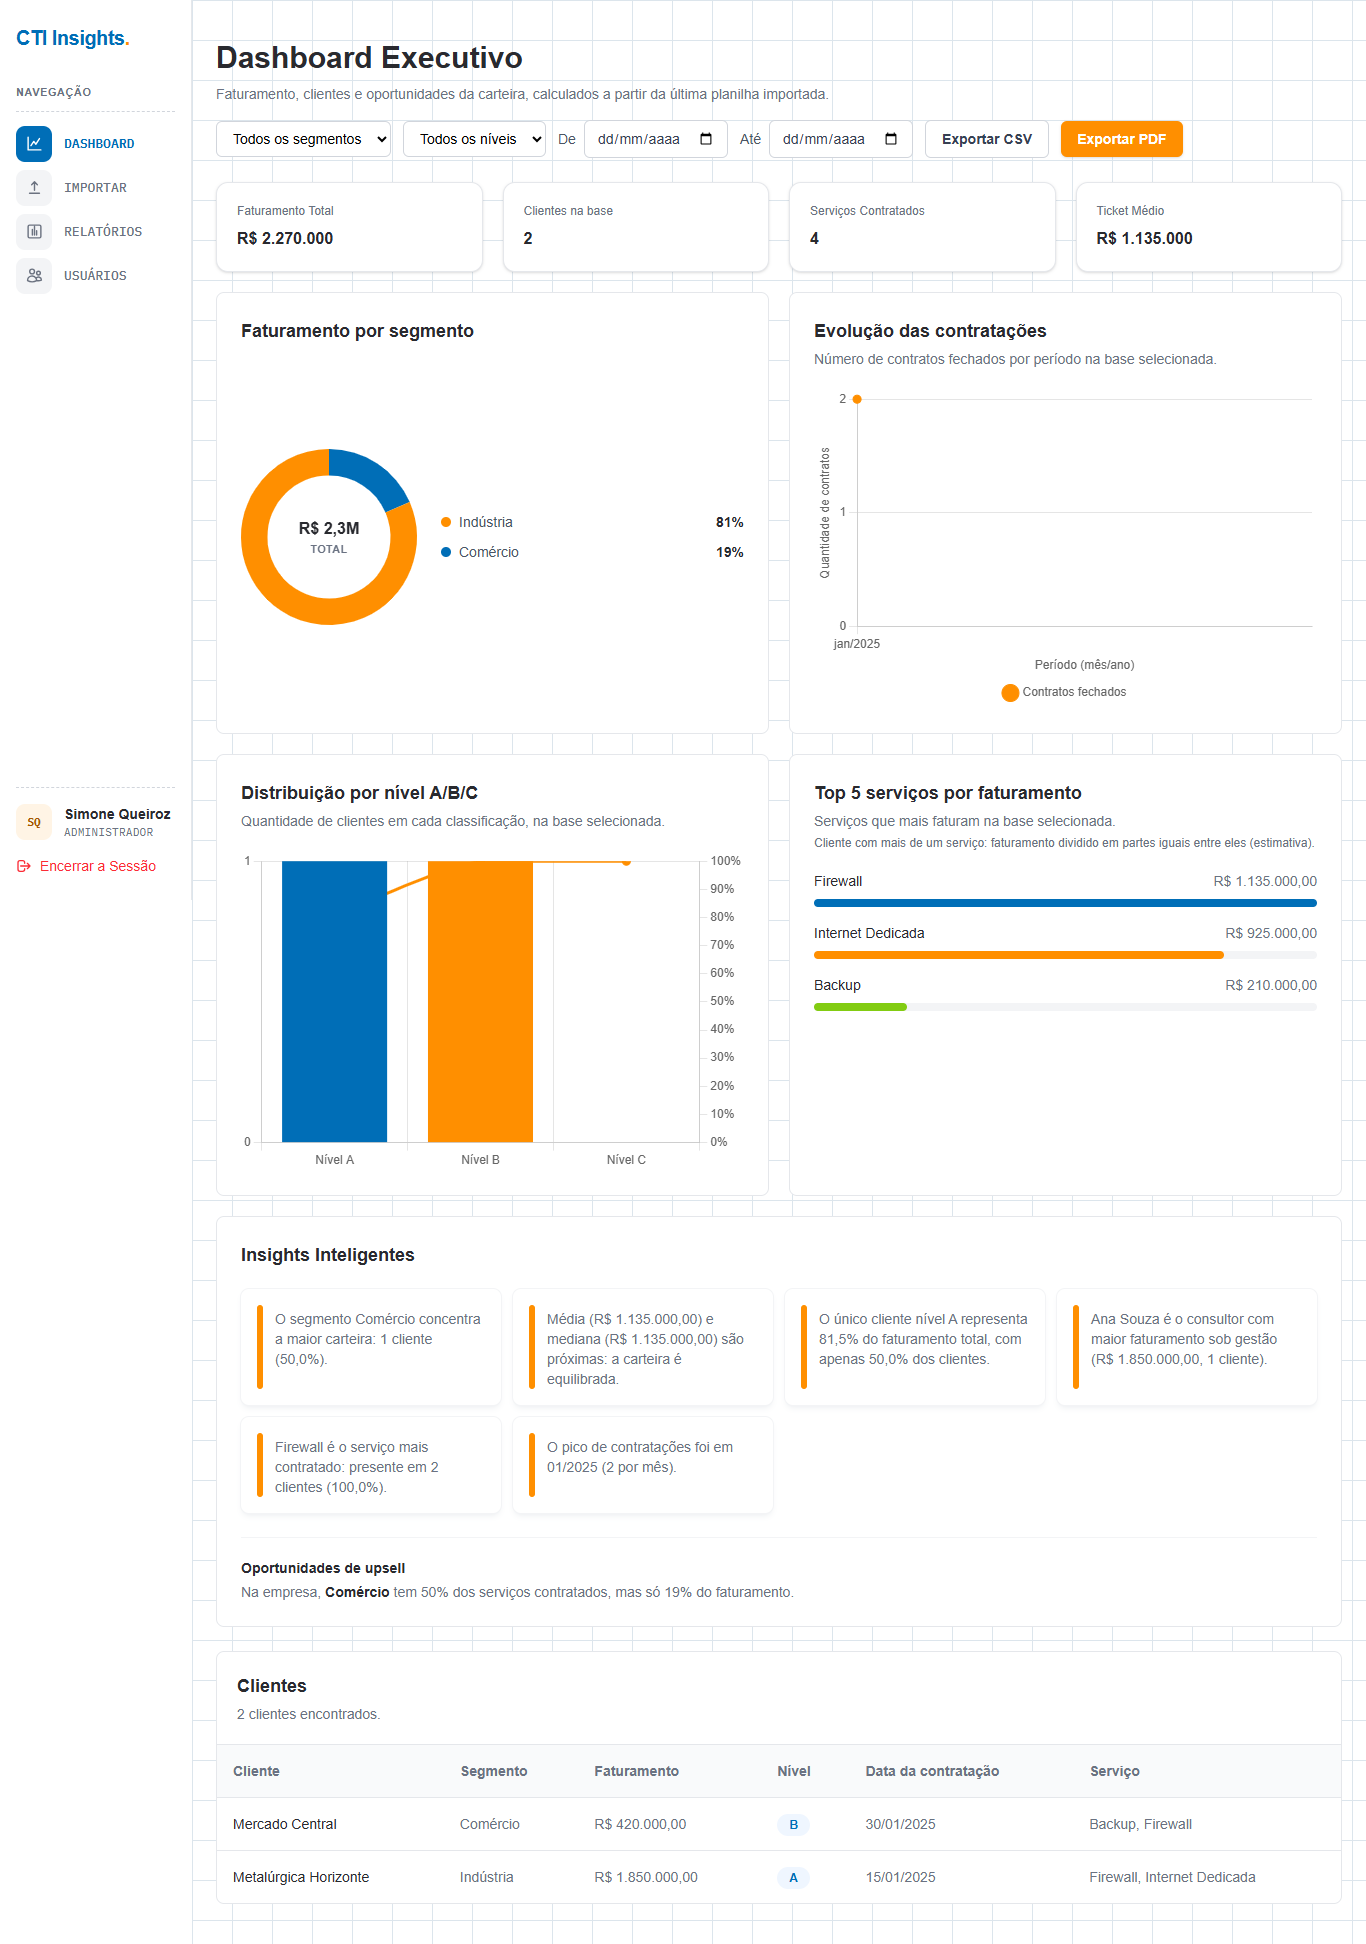 CTI Insights.
NAVEGAÇÃO
DASHBOARD
IMPORTAR
RELATÓRIOS
USUÁRIOS
SQ
Simone Queiroz
ADMINISTRADOR
Encerrar a Sessão
Dashboard Executivo
Faturamento, clientes e oportunidades da carteira, calculados a partir da última planilha importada.
Todos os segmentos
Todos os níveis
De
dd/mm/aaaa
Até
dd/mm/aaaa
Exportar CSV
Exportar PDF
Faturamento Total
R$ 2.270.000
Clientes na base
2
Serviços Contratados
4
Ticket Médio
R$ 1.135.000
Faturamento por segmento
R$ 2,3M
TOTAL
Indústria 81%
Comércio 19%
Evolução das contratações
Número de contratos fechados por período na base selecionada.
Quantidade de contratos
2
1
0
jan/2025
Período (mês/ano)
Contratos fechados
Distribuição por nível A/B/C
Quantidade de clientes em cada classificação, na base selecionada.
1
0
100%
90%
80%
70%
60%
50%
40%
30%
20%
10%
0%
Nível A
Nível B
Nível C
Top 5 serviços por faturamento
Serviços que mais faturam na base selecionada.
Cliente com mais de um serviço: faturamento dividido em partes iguais entre eles (estimativa).
Firewall R$ 1.135.000,00
Internet Dedicada R$ 925.000,00
Backup R$ 210.000,00
Insights Inteligentes
O segmento Comércio concentra
a maior carteira: 1 cliente
(50,0%).
Média (R$ 1.135.000,00) e
mediana (R$ 1.135.000,00) são
próximas: a carteira é
equilibrada.
O único cliente nível A representa
81,5% do faturamento total, com
apenas 50,0% dos clientes.
Ana Souza é o consultor com
maior faturamento sob gestão
(R$ 1.850.000,00, 1 cliente).
Firewall é o serviço mais
contratado: presente em 2
clientes (100,0%).
O pico de contratações foi em
01/2025 (2 por mês).
Oportunidades de upsell
Na empresa, Comércio tem 50% dos serviços contratados, mas só 19% do faturamento.
Clientes
2 clientes encontrados.
Cliente Segmento Faturamento Nível Data da contratação Serviço
Mercado Central Comércio R$ 420.000,00 B 30/01/2025 Backup, Firewall
Metalúrgica Horizonte Indústria R$ 1.850.000,00 A 15/01/2025 Firewall, Internet Dedicada